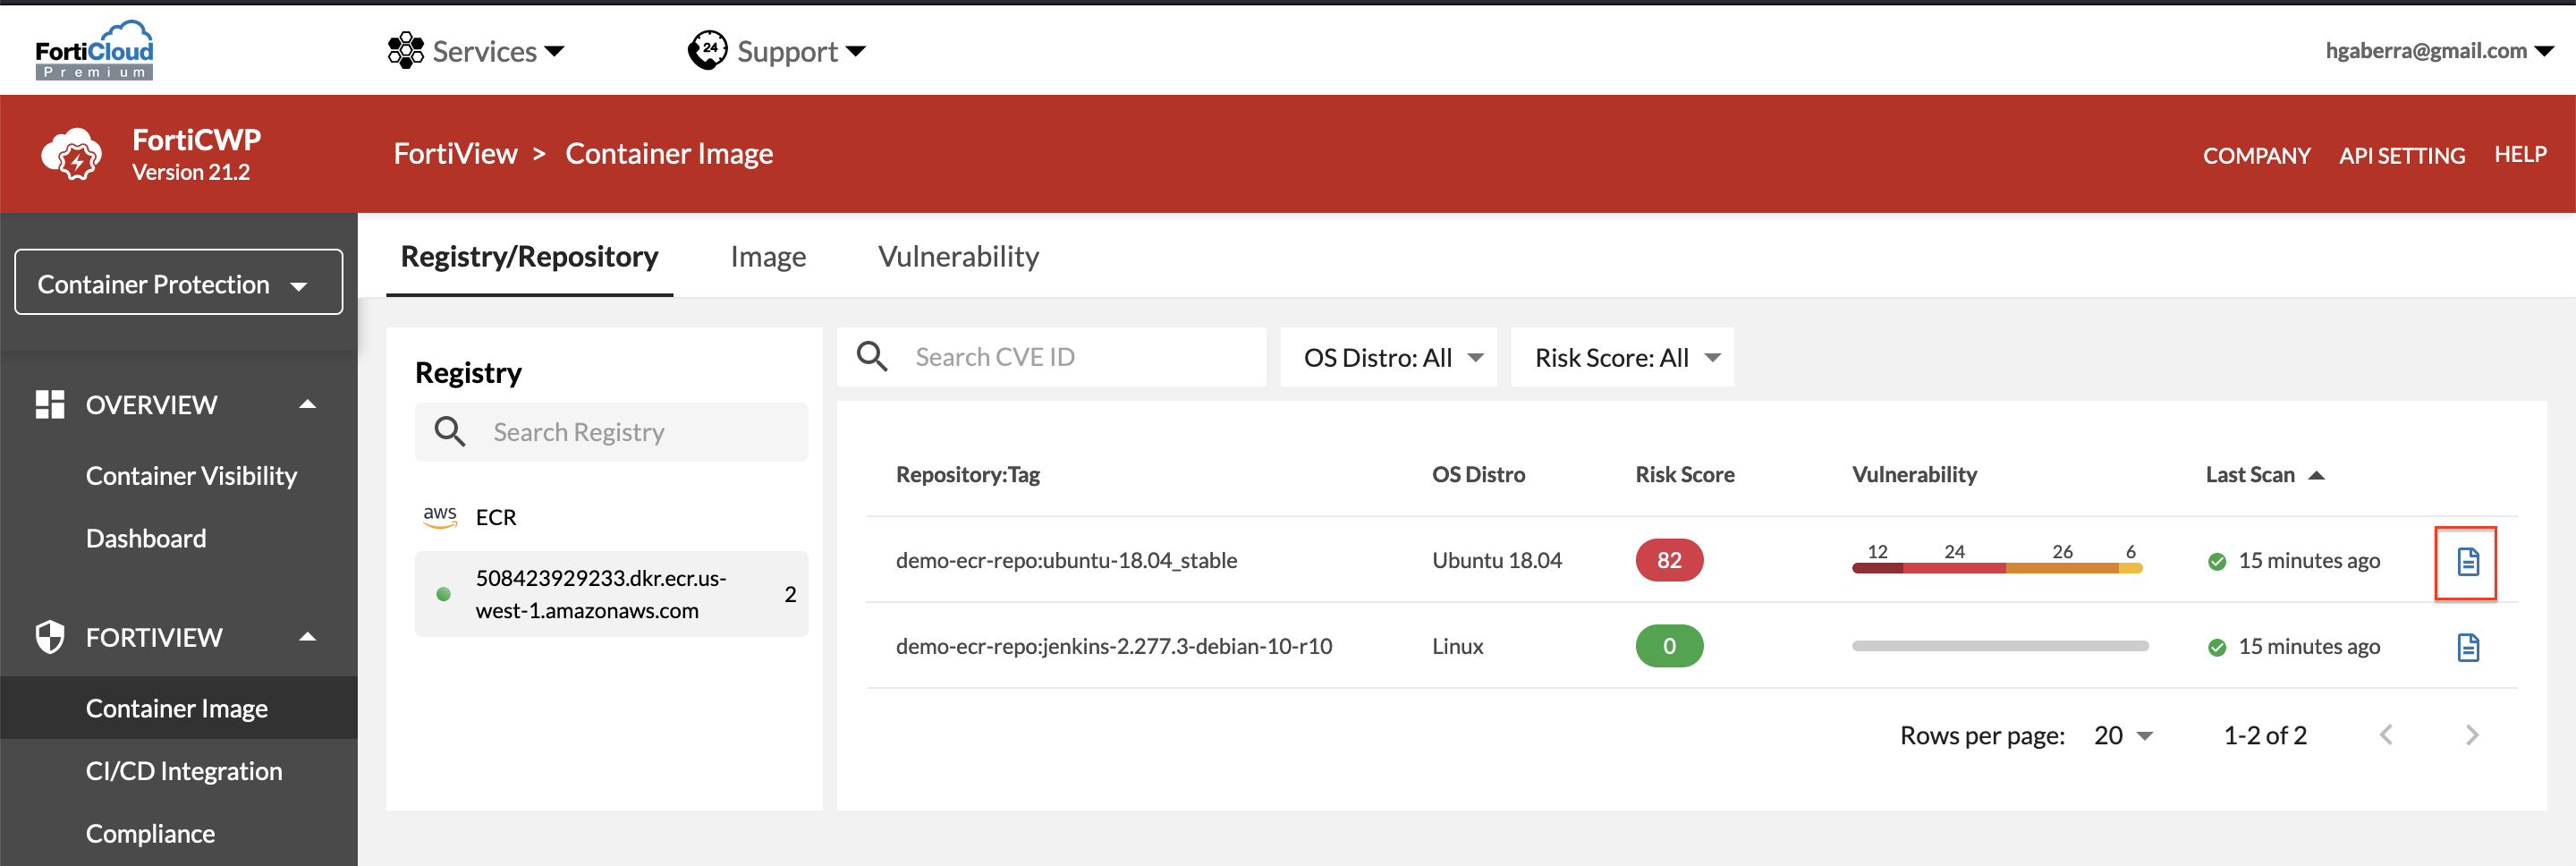 FortiCloud
Premium
Services
24
Support
hgaberra@gmail.com
FortiCWP
Version 21.2
FortiView > Container Image
COMPANY
API SETTING
HELP
Container Protection
OVERVIEW
Container Visibility
Dashboard
FORTIVIEW
Container Image
CI/CD Integration
Compliance
Registry/Repository
Image
Vulnerability
Registry
Search Registry
aws ECR
508423929233.dkr.ecr.us-
west-1.amazonaws.com
2
Search CVE ID
OS Distro: All
Risk Score: All
Repository:Tag OS Distro Risk Score Vulnerability Last Scan
demo-ecr-repo:ubuntu-18.04_stable Ubuntu 18.04 82 12 24 26 6 15 minutes ago
demo-ecr-repo:jenkins-2.277.3-debian-10-r10 Linux 0 15 minutes ago
Rows per page: 20 1-2 of 2